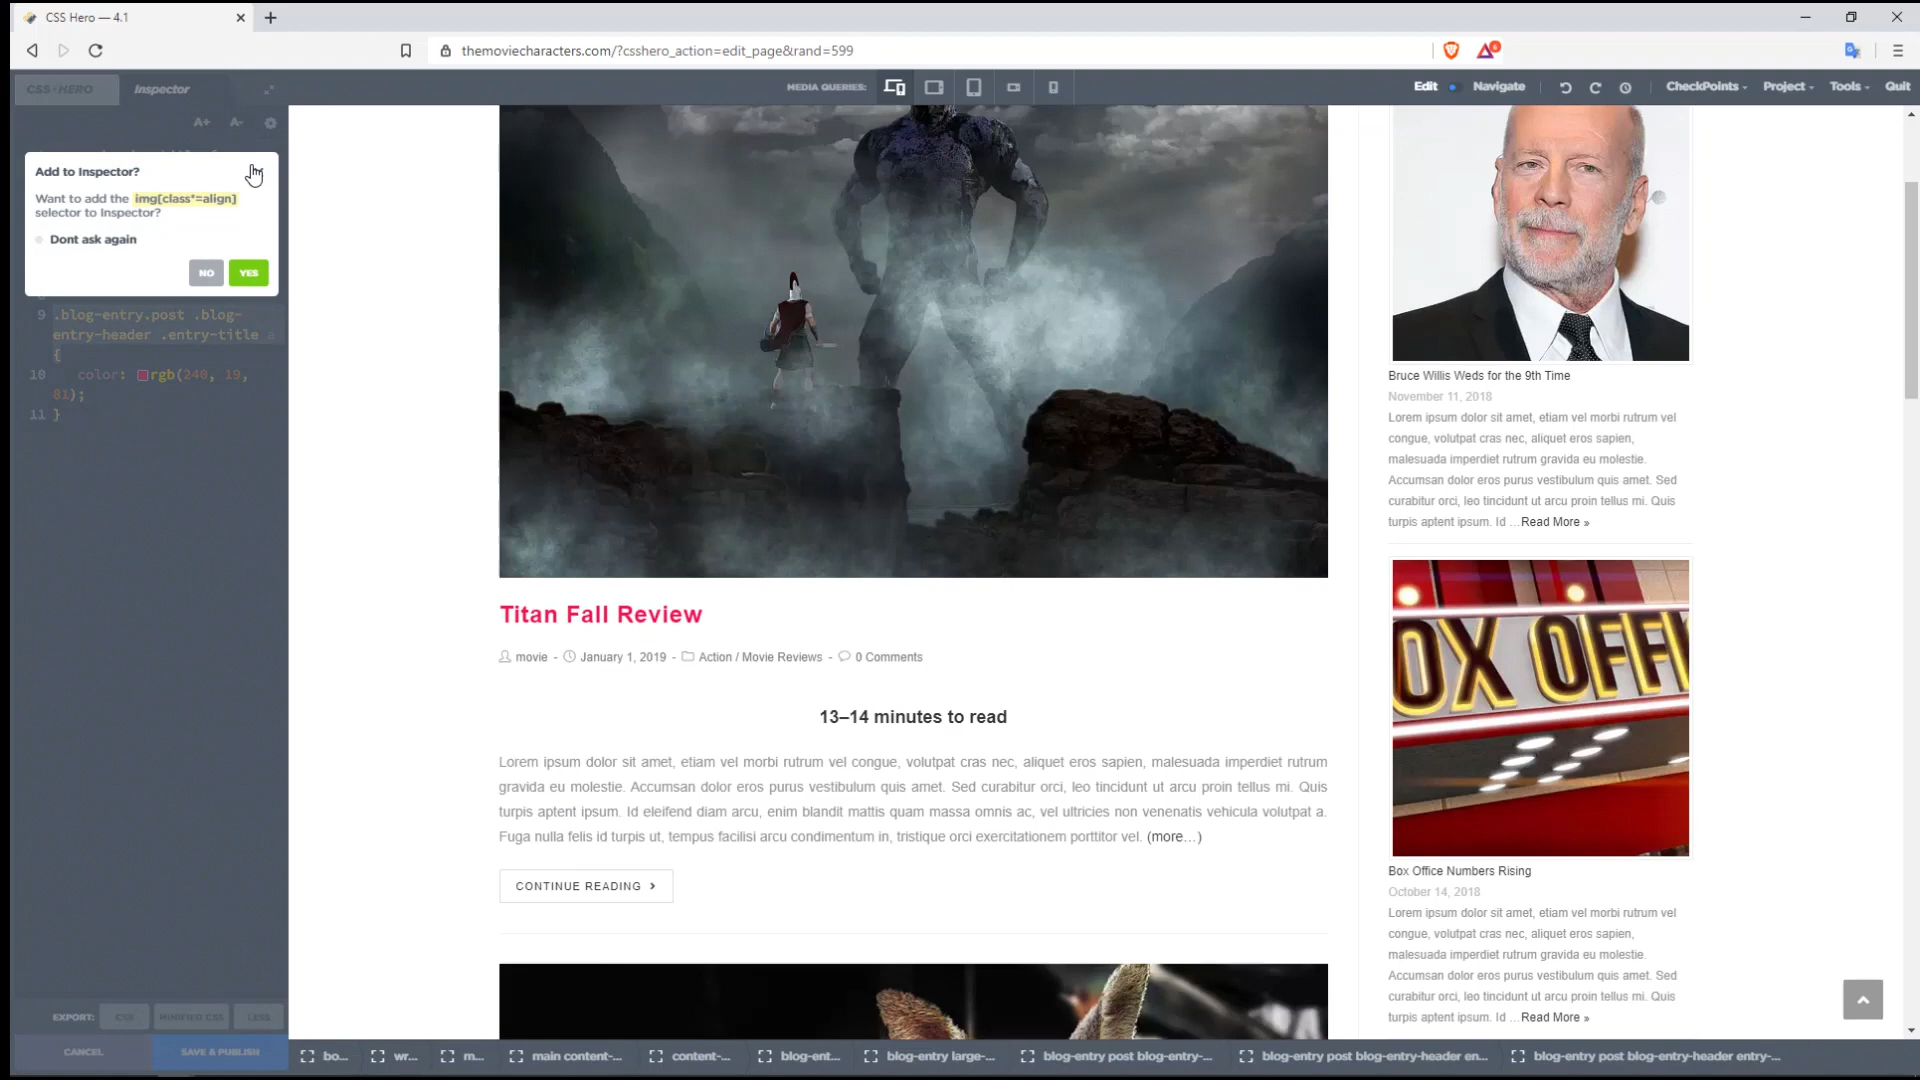 CSS Hero — 4.1
themoviecharacters.com/?csshero_action=edit_page&rand=599
6
CSS HERO
Inspector
MEDIA QUERIES:
Edit
Navigate
CheckPoints
Project
Tools
Quit
A+
A-
Add to Inspector?
Want to add the img[class*=align]
selector to Inspector?
Dont ask again
NO
YES
9 .blog-entry.post .blog-
entry-header .entry-title a
{
10 color: rgb(240, 19,
81);
11 }
EXPORT:
CSS
MINIFIED CSS
LESS
CANCEL
SAVE & PUBLISH
Titan Fall Review
movie - January 1, 2019 - Action / Movie Reviews - 0 Comments
13–14 minutes to read
Lorem ipsum dolor sit amet, etiam vel morbi rutrum vel congue, volutpat cras nec, aliquet eros sapien, malesuada imperdiet rutrum
gravida eu molestie. Accumsan dolor eros purus vestibulum quis amet. Sed curabitur orci, leo tincidunt ut arcu proin tellus mi. Quis
turpis aptent ipsum. Id eleifend diam arcu, enim blandit mattis quam massa omnis ac, vel ultricies non venenatis vehicula volutpat a.
Fuga nulla felis id turpis ut, tempus facilisi arcu condimentum in, tristique orci exercitationem porttitor vel. (more…)
CONTINUE READING
Bruce Willis Weds for the 9th Time
November 11, 2018
Lorem ipsum dolor sit amet, etiam vel morbi rutrum vel
congue, volutpat cras nec, aliquet eros sapien,
malesuada imperdiet rutrum gravida eu molestie.
Accumsan dolor eros purus vestibulum quis amet. Sed
curabitur orci, leo tincidunt ut arcu proin tellus mi. Quis
turpis aptent ipsum. Id …Read More »
OX OFFI
Box Office Numbers Rising
October 14, 2018
Lorem ipsum dolor sit amet, etiam vel morbi rutrum vel
congue, volutpat cras nec, aliquet eros sapien,
malesuada imperdiet rutrum gravida eu molestie.
Accumsan dolor eros purus vestibulum quis amet. Sed
curabitur orci, leo tincidunt ut arcu proin tellus mi. Quis
turpis aptent ipsum. Id …Read More »
bo...
wr...
m...
main content-...
content-...
blog-ent...
blog-entry large-...
blog-entry post blog-entry-...
blog-entry post blog-entry-header en...
blog-entry post blog-entry-header entry-...